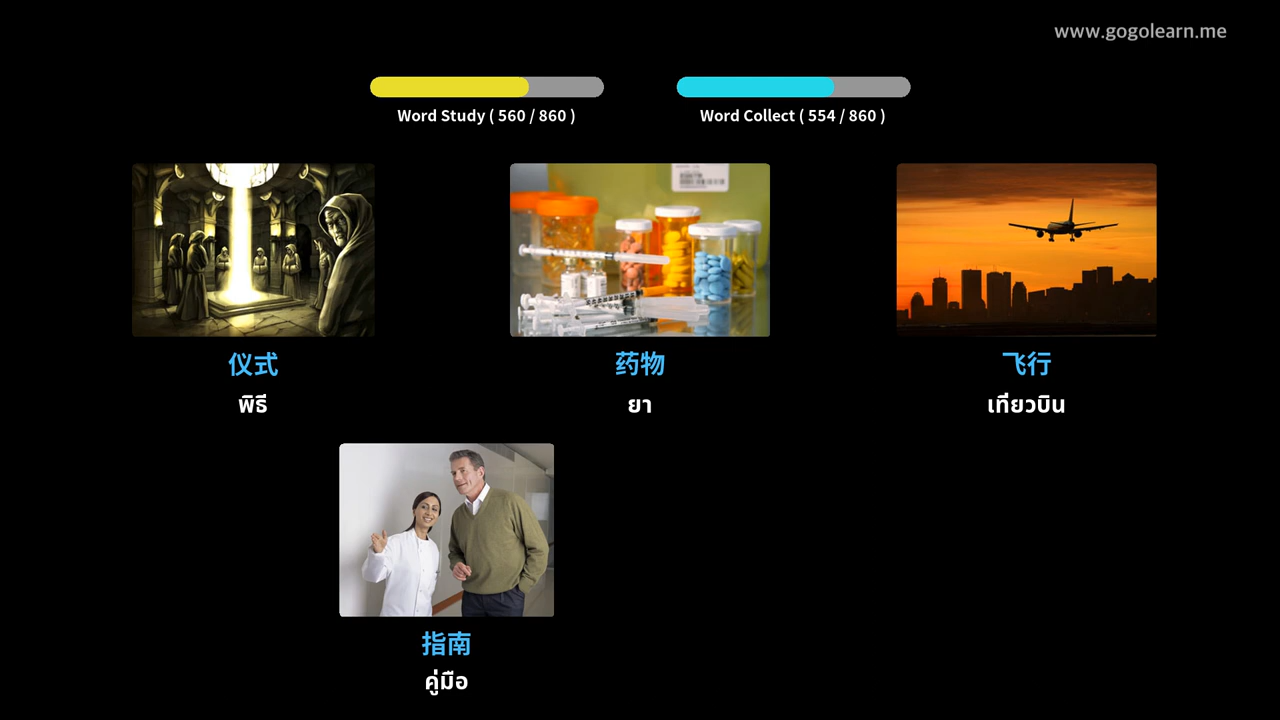 www.gogolearn.me
Word Study ( 560 / 860 )
Word Collect ( 554 / 860 )
仪式
พิธี
药物
ยา
飞行
เที่ยวบิน
指南
คู่มือ